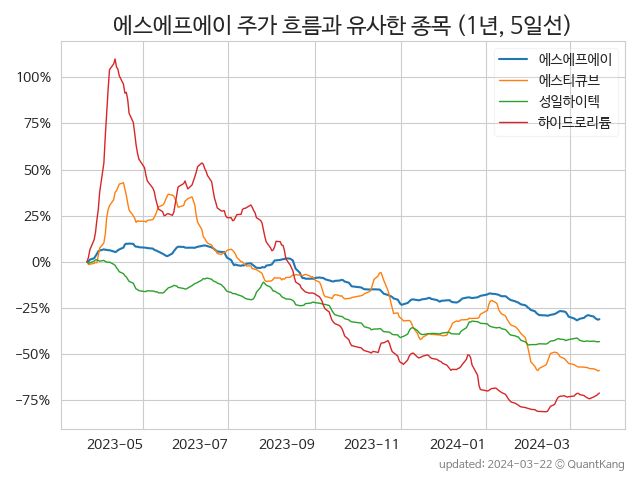 에스에프에이 주가 흐름과 유사한 종목 (1년, 5일선)
에스에프에이
에스티큐브
성일하이텍
하이드로리튬
100%
75%
50%
25%
0%
−25%
−50%
−75%
2023-05 2023-07 2023-09 2023-11 2024-01 2024-03
updated: 2024-03-22 © QuantKang